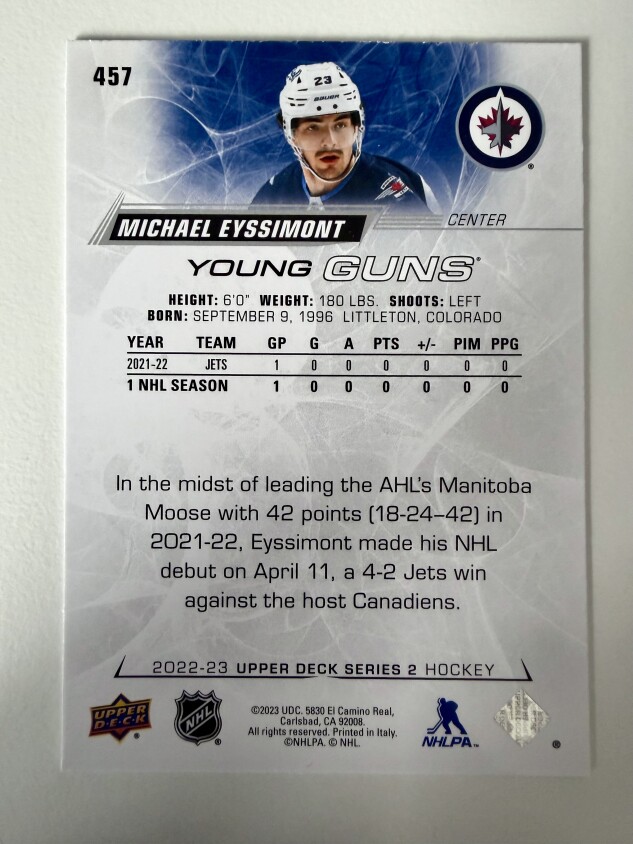 457
23
BAUER
MICHAEL EYSSIMONT
CENTER
YOUNG GUNS®
HEIGHT: 6'0" WEIGHT: 180 LBS. SHOOTS: LEFT
BORN: SEPTEMBER 9, 1996 LITTLETON, COLORADO
YEAR TEAM GP G A PTS +/- PIM PPG
2021-22 JETS 1 0 0 0 0 0 0
1 NHL SEASON 1 0 0 0 0 0 0
In the midst of leading the AHL's Manitoba
Moose with 42 points (18-24–42) in
2021-22, Eyssimont made his NHL
debut on April 11, a 4-2 Jets win
against the host Canadiens.
2022-23 UPPER DECK SERIES 2 HOCKEY
UPPER
DECK
NHL
©2023 UDC. 5830 El Camino Real,
Carlsbad, CA 92008.
All rights reserved. Printed in Italy.
©NHLPA. © NHL.
NHLPA™